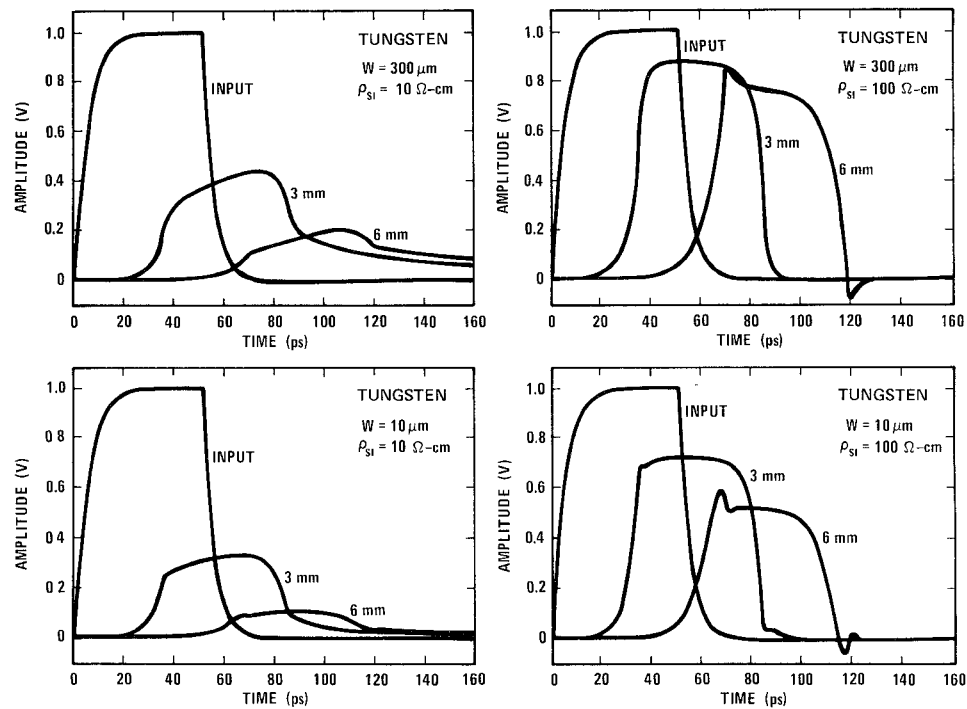 AMPLITUDE (V)
1.0
0.8
0.6
0.4
0.2
0
INPUT
TUNGSTEN
W = 300 μm
ρSI = 10 Ω-cm
3 mm
6 mm
0 20 40 60 80 100 120 140 160
TIME (ps)
AMPLITUDE (V)
1.0
0.8
0.6
0.4
0.2
0
INPUT
TUNGSTEN
W = 300 μm
ρSI = 100 Ω-cm
3 mm
6 mm
0 20 40 60 80 100 120 140 160
TIME (ps)
AMPLITUDE (V)
1.0
0.8
0.6
0.4
0.2
0
INPUT
TUNGSTEN
W = 10 μm
ρSI = 10 Ω-cm
3 mm
6 mm
0 20 40 60 80 100 120 140 160
TIME (ps)
AMPLITUDE (V)
1.0
0.8
0.6
0.4
0.2
0
INPUT
TUNGSTEN
W = 10 μm
ρSI = 100 Ω-cm
3 mm
6 mm
0 20 40 60 80 100 120 140 160
TIME (ps)